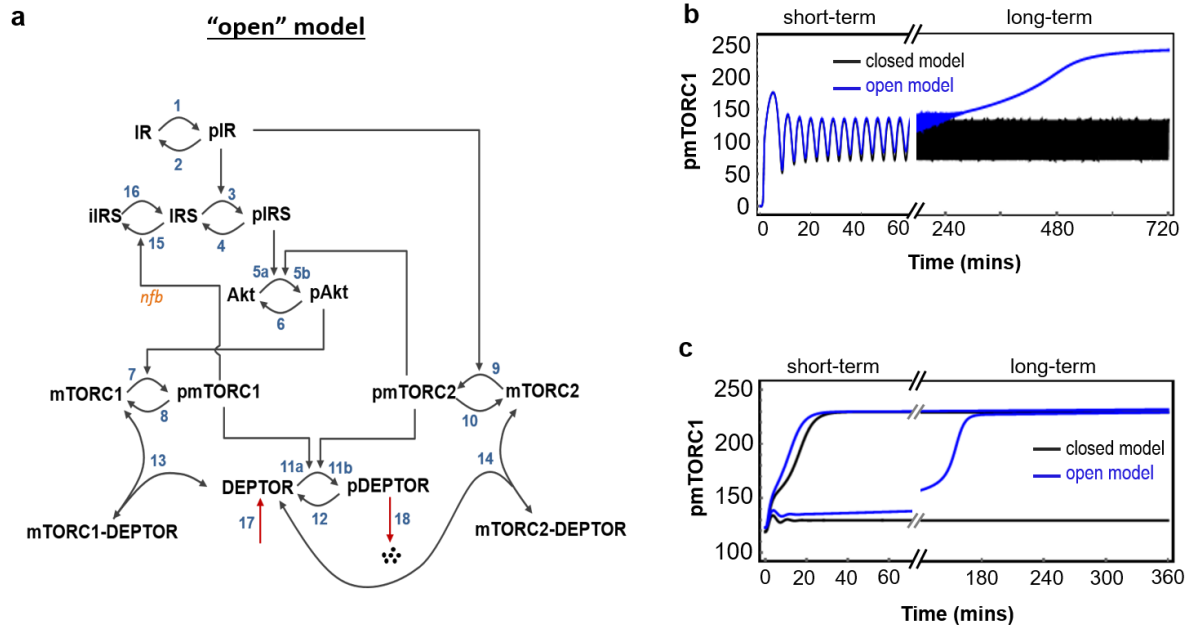 a
"open" model
1
IR
pIR
2
16
3
iIRS
IRS
pIRS
15
4
5a
5b
nfb
Akt
pAkt
6
7
9
mTORC1
pmTORC1
pmTORC2
mTORC2
8
10
13
11a
11b
14
DEPTOR
pDEPTOR
12
17
18
mTORC1-DEPTOR
mTORC2-DEPTOR
b
short-term
long-term
250
200
150
100
50
0
closed model
open model
pmTORC1
0
20
40
60
240
480
720
Time (mins)
c
short-term
long-term
250
200
150
100
closed model
open model
pmTORC1
0
20
40
60
180
240
300
360
Time (mins)